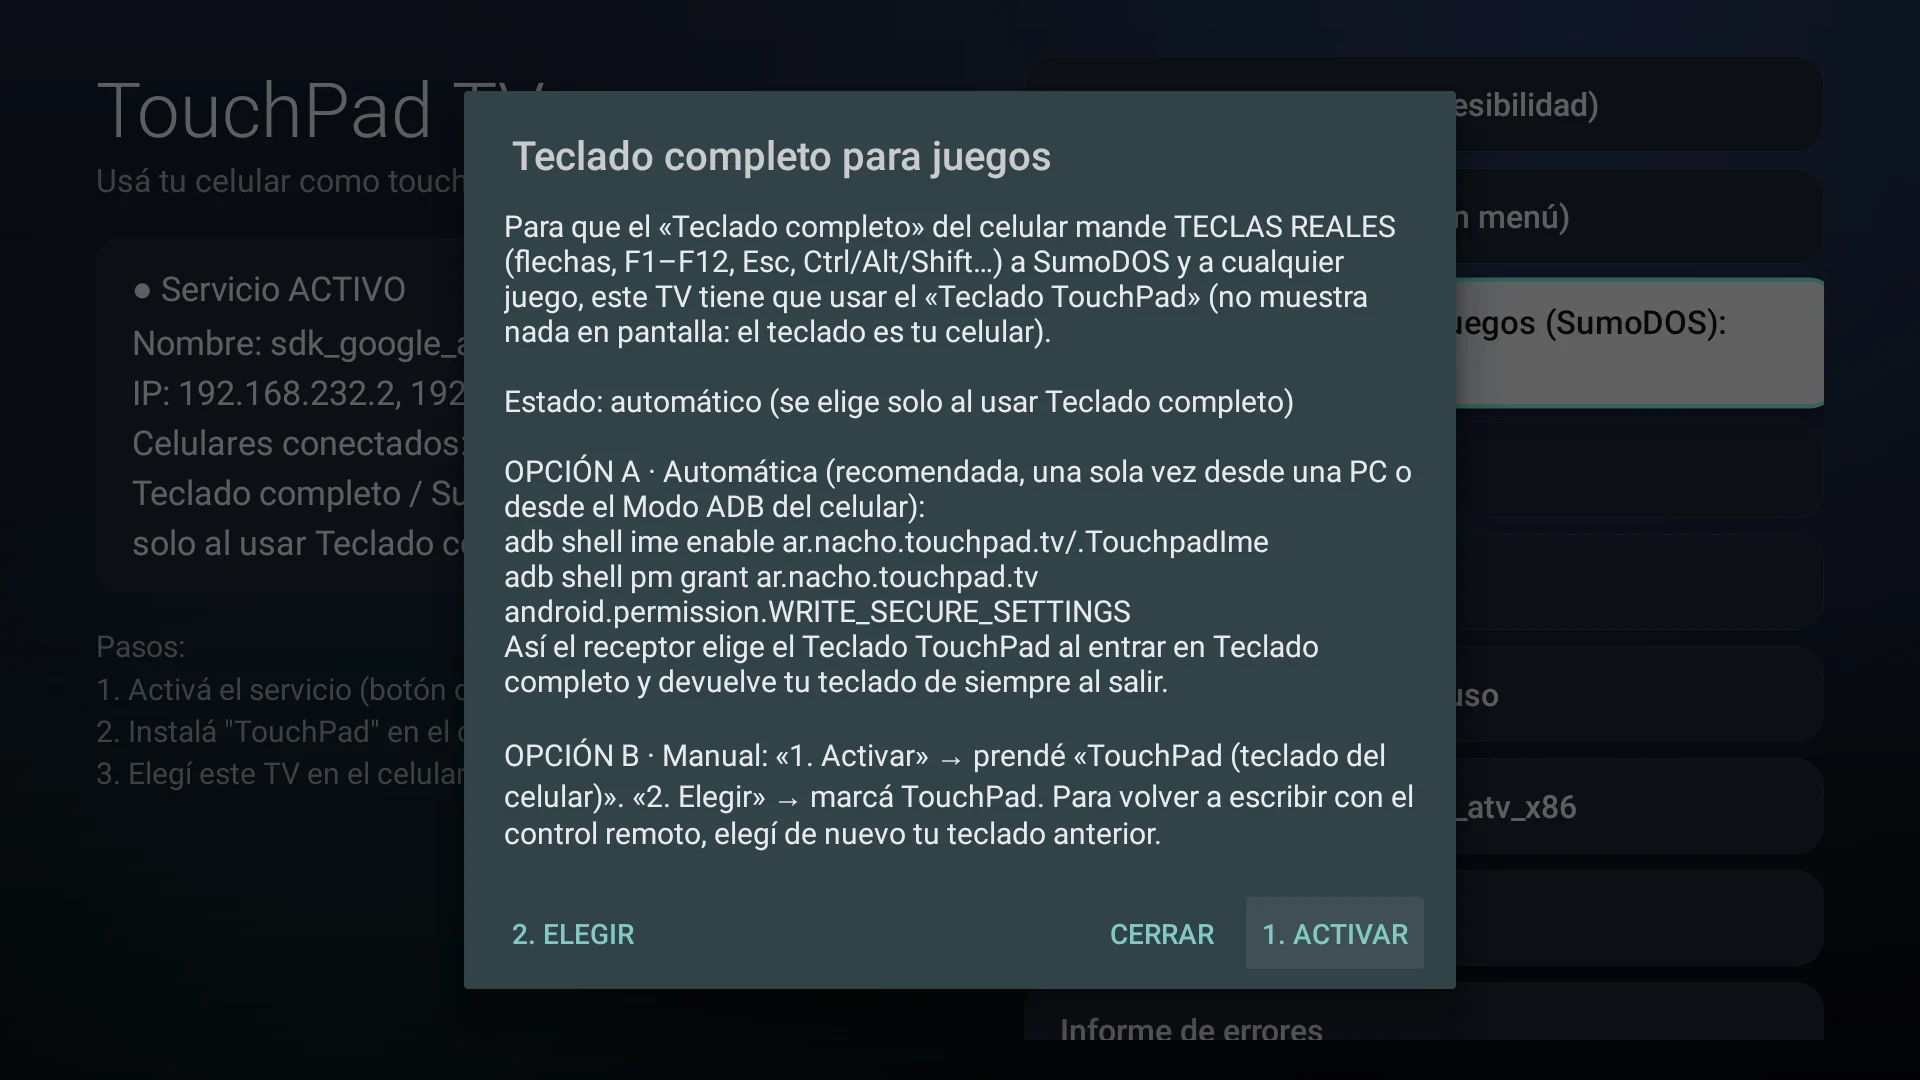 TouchPad TV
Usá tu celular como touch
● Servicio ACTIVO
Nombre: sdk_google_a
IP: 192.168.232.2, 192
Celulares conectados:
Teclado completo / Su
solo al usar Teclado co
Pasos:
1. Activá el servicio (botón
2. Instalá "TouchPad" en el
3. Elegí este TV en el celular
Teclado completo para juegos
Para que el «Teclado completo» del celular mande TECLAS REALES
(flechas, F1–F12, Esc, Ctrl/Alt/Shift…) a SumoDOS y a cualquier
juego, este TV tiene que usar el «Teclado TouchPad» (no muestra
nada en pantalla: el teclado es tu celular).
Estado: automático (se elige solo al usar Teclado completo)
OPCIÓN A · Automática (recomendada, una sola vez desde una PC o
desde el Modo ADB del celular):
adb shell ime enable ar.nacho.touchpad.tv/.TouchpadIme
adb shell pm grant ar.nacho.touchpad.tv
android.permission.WRITE_SECURE_SETTINGS
Así el receptor elige el Teclado TouchPad al entrar en Teclado
completo y devuelve tu teclado de siempre al salir.
OPCIÓN B · Manual: «1. Activar» → prendé «TouchPad (teclado del
celular)». «2. Elegir» → marcá TouchPad. Para volver a escribir con el
control remoto, elegí de nuevo tu teclado anterior.
2. ELEGIR
CERRAR
1. ACTIVAR
esibilidad)
n menú)
uegos (SumoDOS):
uso
_atv_x86
Informe de errores